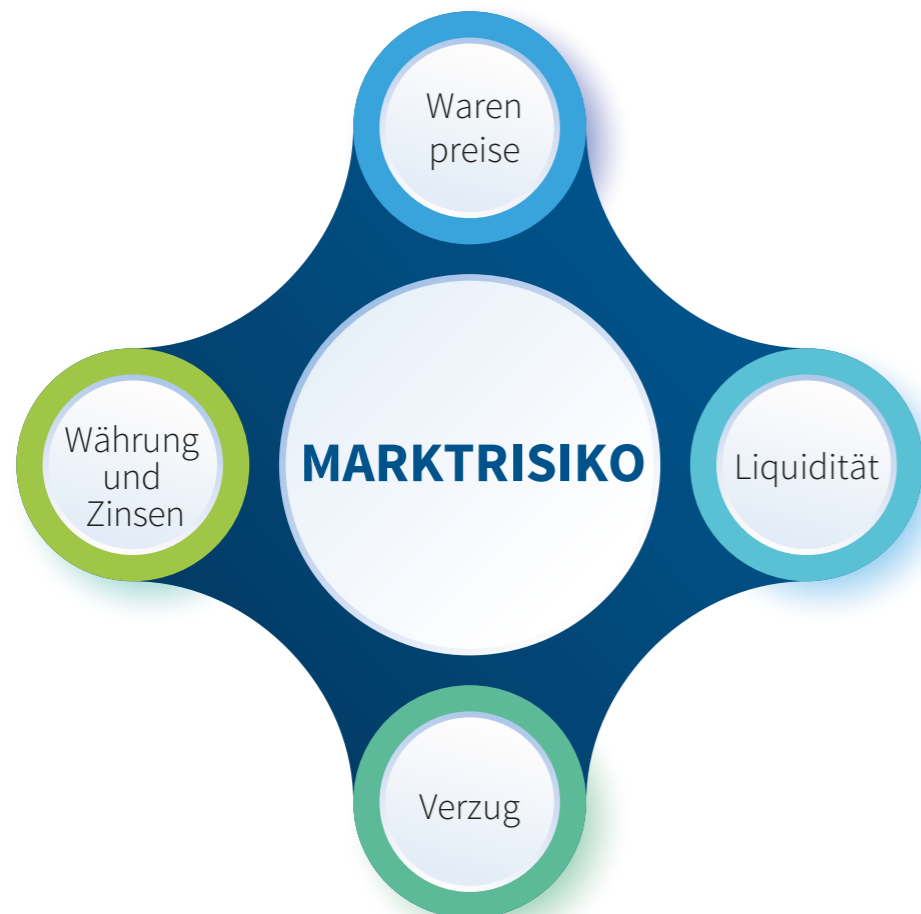 Waren
preise
Währung
und
Zinsen
MARKTRISIKO
Liquidität
Verzug